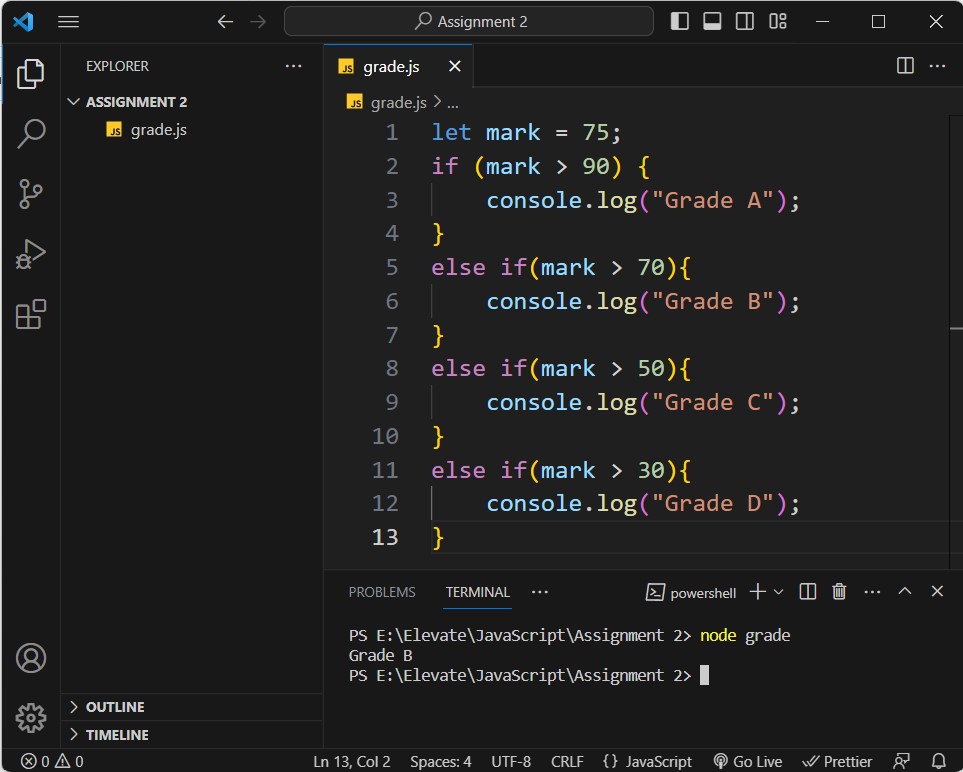 Assignment 2
EXPLORER
ASSIGNMENT 2
JS grade.js
JS grade.js
JS grade.js > ...
1 let mark = 75;
2 if (mark > 90) {
3     console.log("Grade A");
4 }
5 else if(mark > 70){
6     console.log("Grade B");
7 }
8 else if(mark > 50){
9     console.log("Grade C");
10 }
11 else if(mark > 30){
12     console.log("Grade D");
13 }
PROBLEMS TERMINAL ... powershell
PS E:\Elevate\JavaScript\Assignment 2> node grade
Grade B
PS E:\Elevate\JavaScript\Assignment 2>
OUTLINE
TIMELINE
0 0 Ln 13, Col 2 Spaces: 4 UTF-8 CRLF {} JavaScript Go Live Prettier